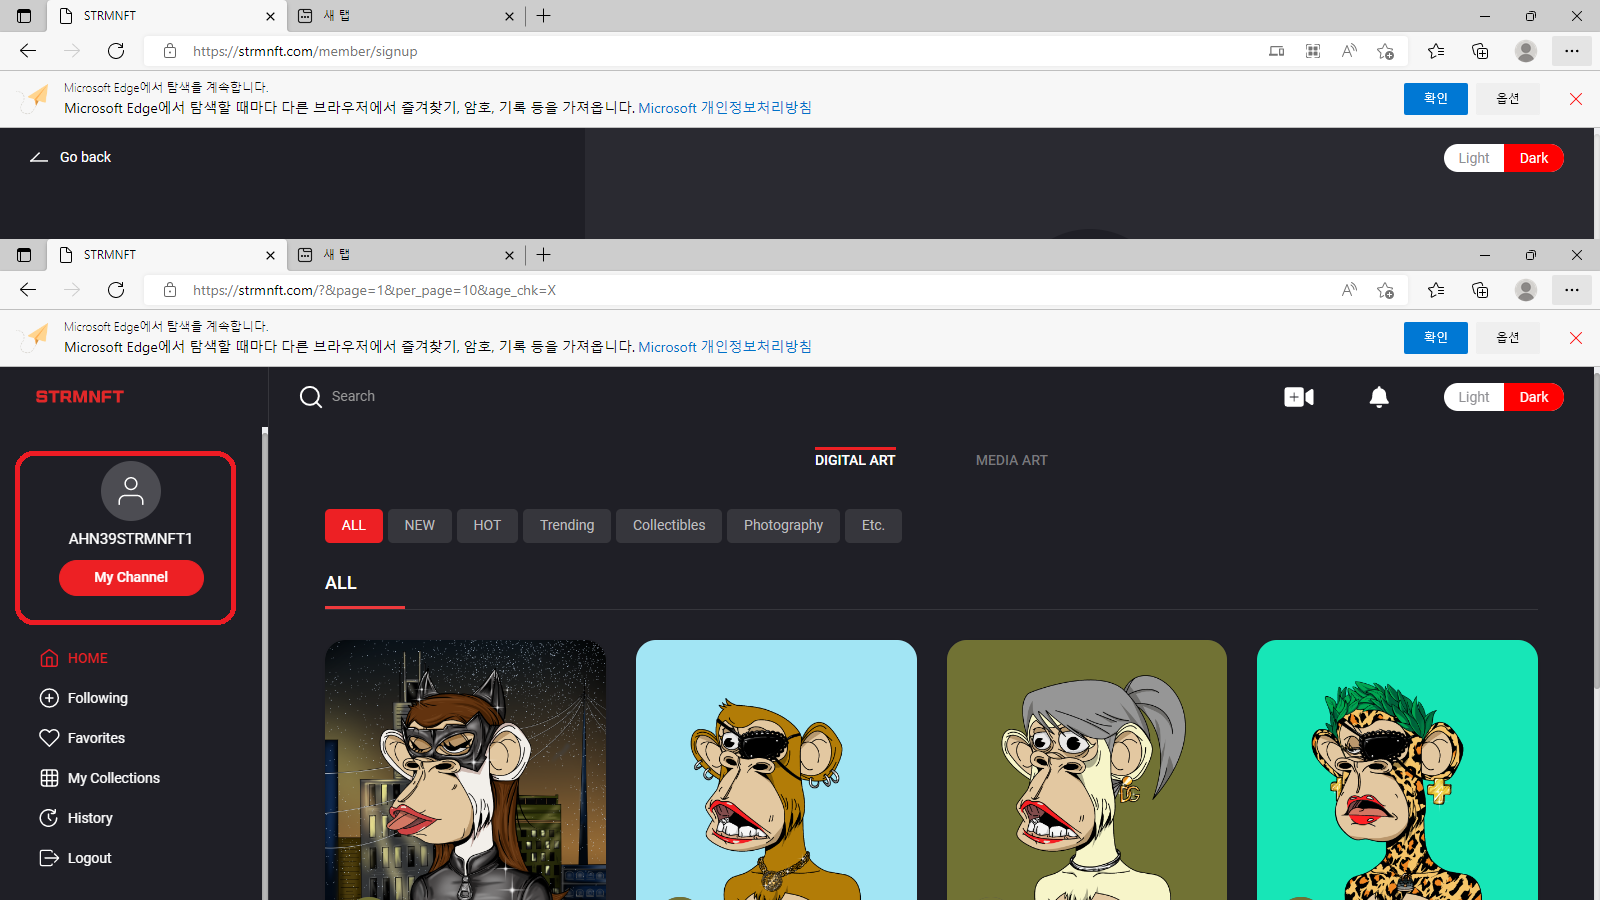 STRMNFT
새 탭
https://strmnft.com/member/signup
Microsoft Edge에서 탐색을 계속합니다.
Microsoft Edge에서 탐색할 때마다 다른 브라우저에서 즐겨찾기, 암호, 기록 등을 가져옵니다. Microsoft 개인정보처리방침
확인
옵션
Go back
Light
Dark
STRMNFT
새 탭
https://strmnft.com/?&page=1&per_page=10&age_chk=X
Microsoft Edge에서 탐색을 계속합니다.
Microsoft Edge에서 탐색할 때마다 다른 브라우저에서 즐겨찾기, 암호, 기록 등을 가져옵니다. Microsoft 개인정보처리방침
확인
옵션
STRMNFT
Search
Light
Dark
AHN39STRMNFT1
My Channel
HOME
Following
Favorites
My Collections
History
Logout
DIGITAL ART
MEDIA ART
ALL
NEW
HOT
Trending
Collectibles
Photography
Etc.
ALL
DG